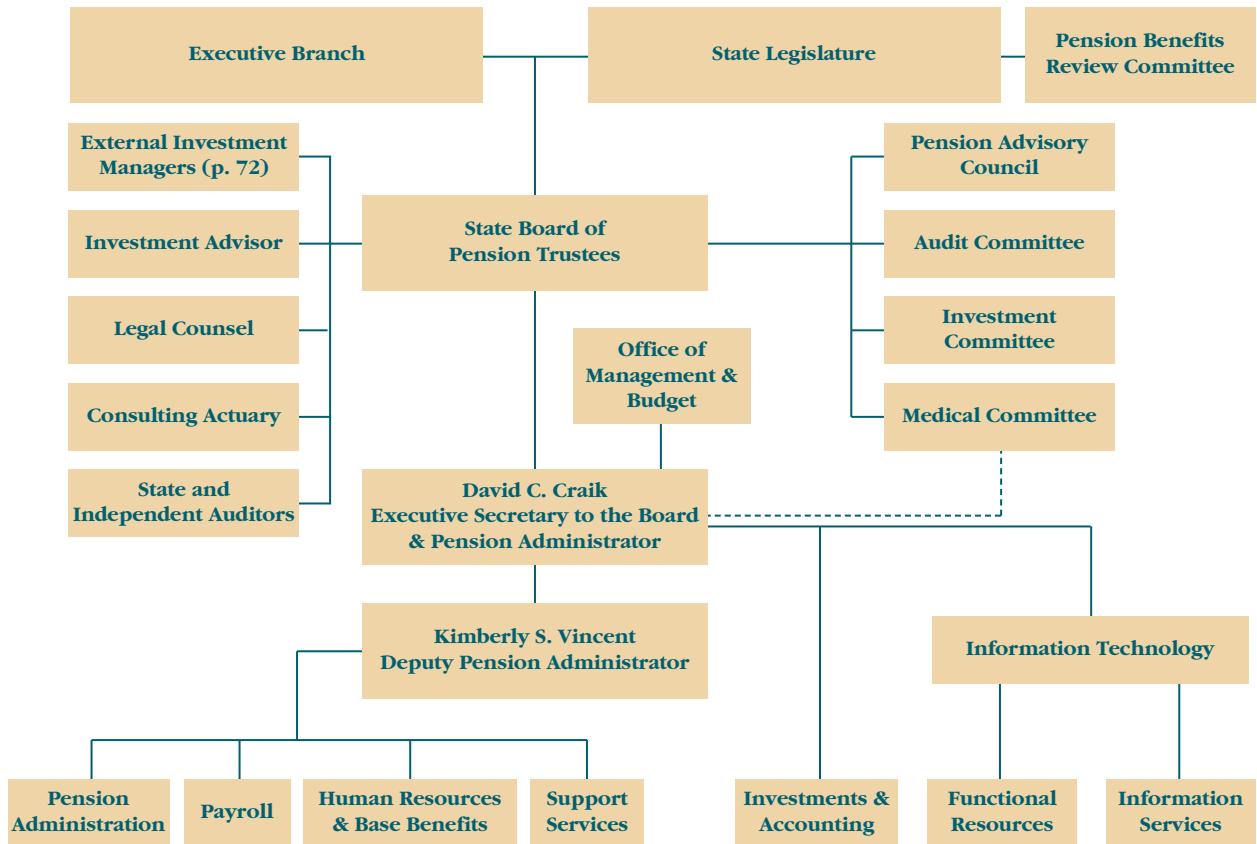 Executive Branch
State Legislature
Pension Benefits
Review Committee
External Investment
Managers (p. 72)
Pension Advisory
Council
State Board of
Pension Trustees
Investment Advisor
Audit Committee
Legal Counsel
Investment
Committee
Office of
Management &
Budget
Consulting Actuary
Medical Committee
State and
Independent Auditors
David C. Craik
Executive Secretary to the Board
& Pension Administrator
Kimberly S. Vincent
Deputy Pension Administrator
Information Technology
Pension
Administration
Payroll
Human Resources
& Base Benefits
Support
Services
Investments &
Accounting
Functional
Resources
Information
Services